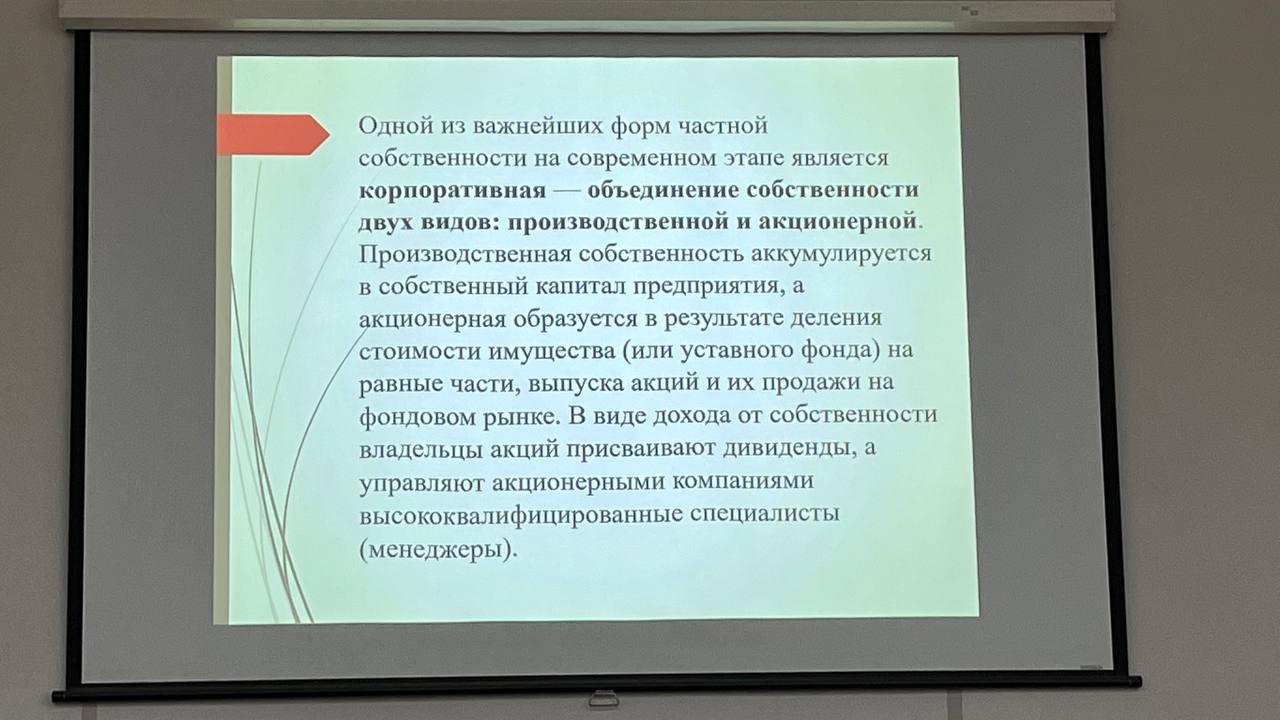 Одной из важнейших форм частной
собственности на современном этапе является
корпоративная — объединение собственности
двух видов: производственной и акционерной.
Производственная собственность аккумулируется
в собственный капитал предприятия, а
акционерная образуется в результате деления
стоимости имущества (или уставного фонда) на
равные части, выпуска акций и их продажи на
фондовом рынке. В виде дохода от собственности
владельцы акций присваивают дивиденды, а
управляют акционерными компаниями
высококвалифицированные специалисты
(менеджеры).